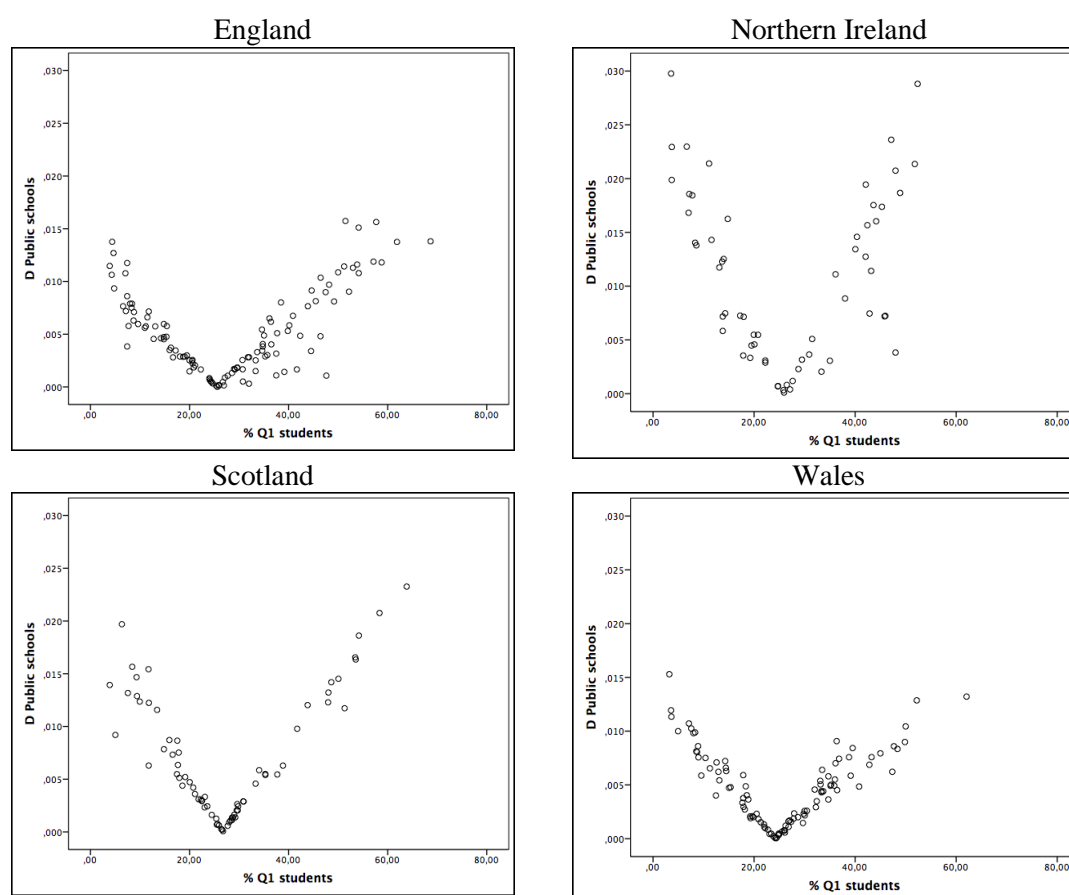 England
,030
,025
,020
,015
,010
,005
,000
D Public schools
,00 20,00 40,00 60,00 80,00
% Q1 students
Northern Ireland
,030
,025
,020
,015
,010
,005
,000
D Public schools
,00 20,00 40,00 60,00 80,00
% Q1 students
Scotland
,030
,025
,020
,015
,010
,005
,000
D Public schools
,00 20,00 40,00 60,00 80,00
% Q1 students
Wales
,030
,025
,020
,015
,010
,005
,000
D Public schools
,00 20,00 40,00 60,00 80,00
% Q1 students